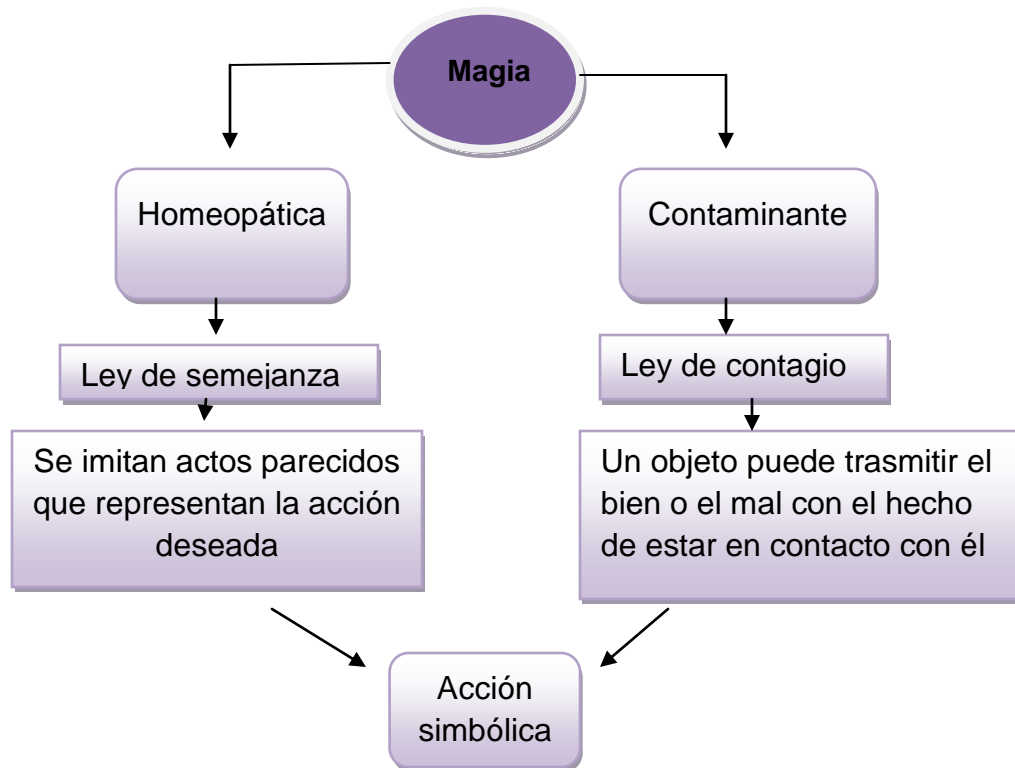 Magia
Homeopática
Contaminante
Ley de semejanza
Ley de contagio
Se imitan actos parecidos
que representan la acción
deseada
Un objeto puede trasmitir el
bien o el mal con el hecho
de estar en contacto con él
Acción
simbólica